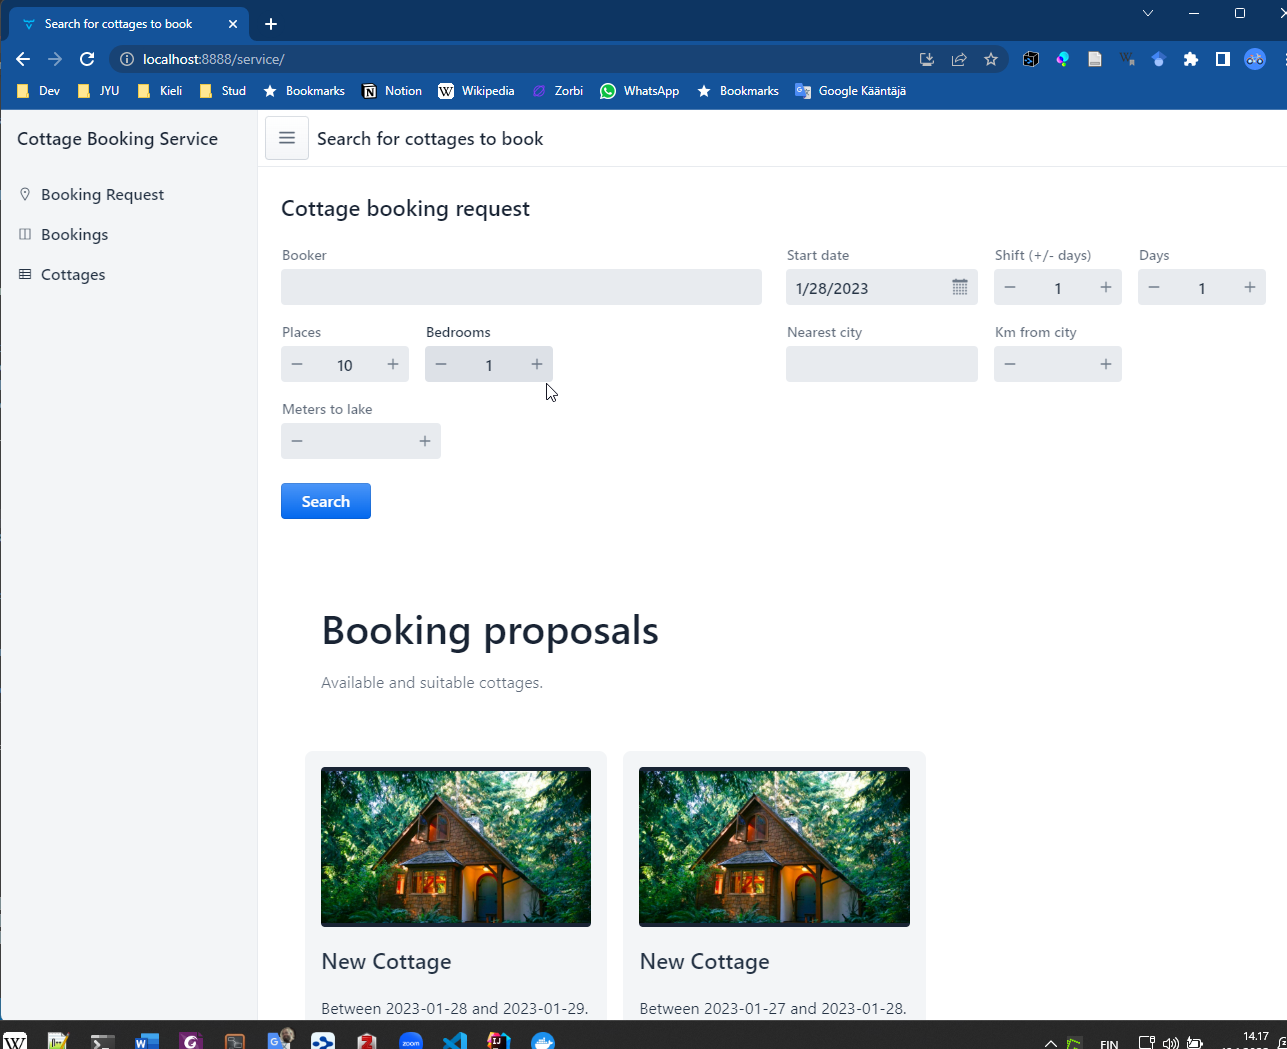 Search for cottages to book
localhost:8888/service/
Dev JYU Kieli Stud Bookmarks Notion Wikipedia Zorbi WhatsApp Bookmarks Google Kääntäjä
Cottage Booking Service
Search for cottages to book
Booking Request
Bookings
Cottages
Cottage booking request
Booker Start date Shift (+/- days) Days
1/28/2023 − 1 + − 1 +
Places Bedrooms Nearest city Km from city
− 10 + − 1 + − +
Meters to lake
− +
Search
Booking proposals
Available and suitable cottages.
New Cottage New Cottage
Between 2023-01-28 and 2023-01-29. Between 2023-01-27 and 2023-01-28.
FIN 14.17